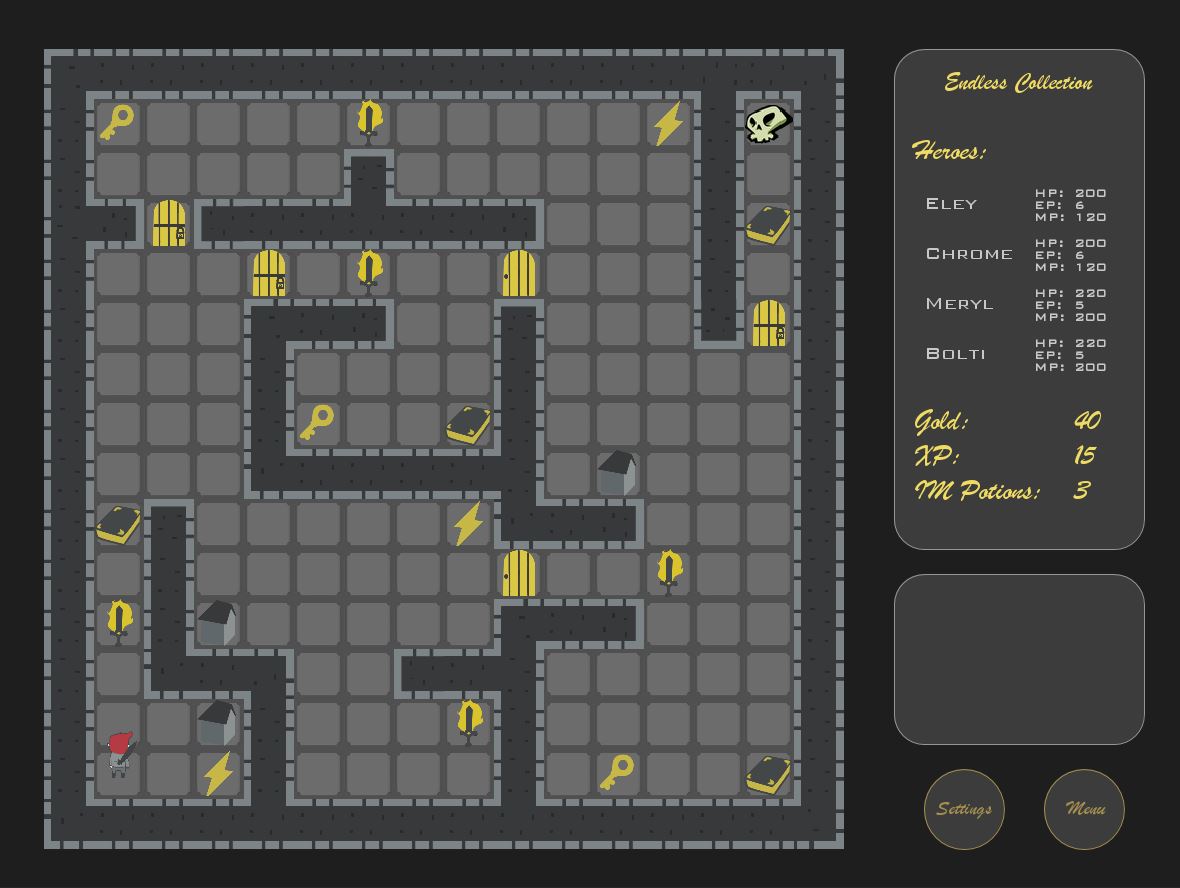 Endless Collection
Heroes:
ELEY
HP: 200
EP: 6
MP: 120
CHROME
HP: 200
EP: 6
MP: 120
MERYL
HP: 220
EP: 5
MP: 200
BOLTI
HP: 220
EP: 5
MP: 200
Gold: 40
XP: 15
IM Potions: 3
Settings
Menu